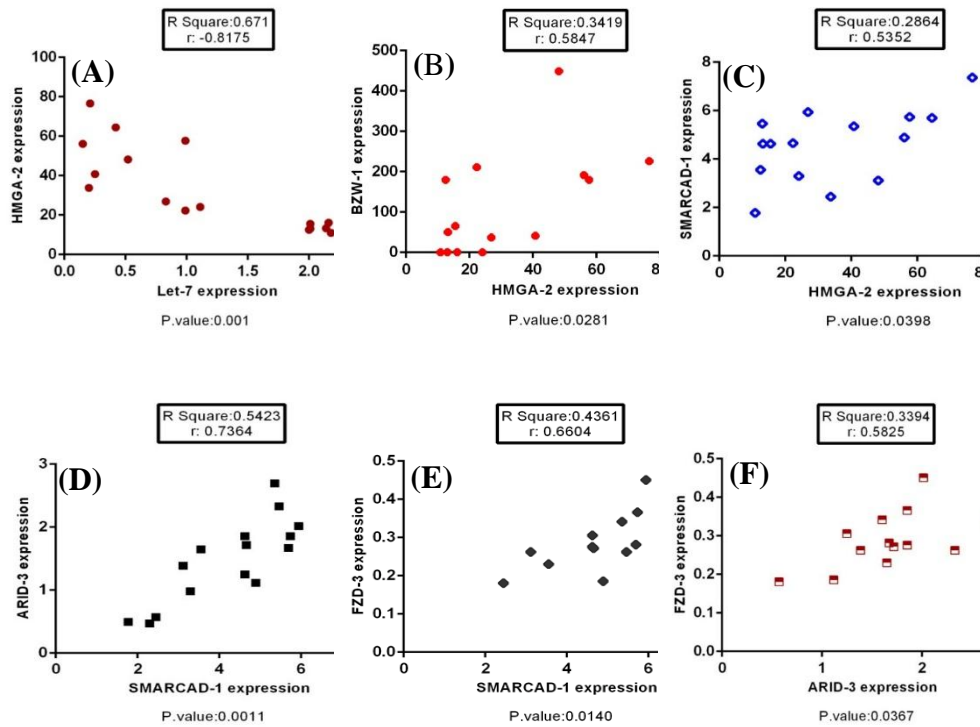 R Square:0.671
r: -0.8175
(A)
HMGA-2 expression
100
80
60
40
20
0
0.0 0.5 1.0 1.5 2.0
Let-7 expression
P.value:0.001
R Square:0.3419
r: 0.5847
(B)
BZW-1 expression
500
400
300
200
100
0
0 20 40 60 80
HMGA-2 expression
P.value:0.0281
R Square:0.2864
r: 0.5352
(C)
SMARCAD-1 expression
8
6
4
2
0
0 20 40 60 8
HMGA-2 expression
P.value:0.0398
R Square:0.5423
r: 0.7364
(D)
ARID-3 expression
3
2
1
0
0 2 4 6
SMARCAD-1 expression
P.value:0.0011
R Square:0.4361
r: 0.6604
(E)
FZD-3 expression
0.5
0.4
0.3
0.2
0.1
0.0
0 2 4 6
SMARCAD-1 expression
P.value:0.0140
R Square:0.3394
r: 0.5825
(F)
FZD-3 expression
0.5
0.4
0.3
0.2
0.1
0.0
0 1 2
ARID-3 expression
P.value:0.0367